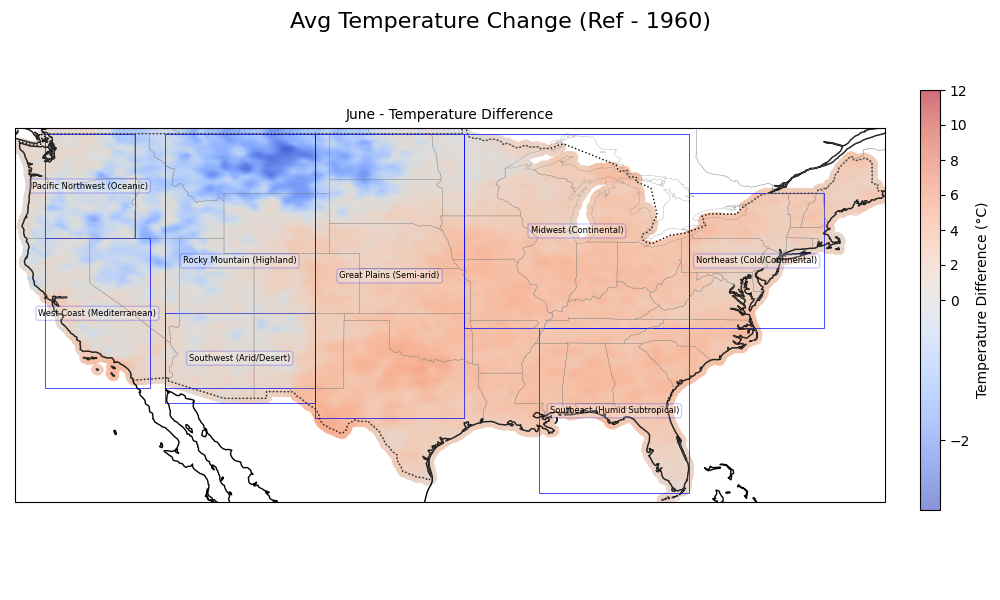 Avg Temperature Change (Ref - 1960)
June - Temperature Difference
Pacific Northwest (Oceanic)
Rocky Mountain (Highland)
Great Plains (Semi-arid)
Midwest (Continental)
Northeast (Cold/Continental)
West Coast (Mediterranean)
Southwest (Arid/Desert)
Southeast (Humid Subtropical)
12
10
8
6
4
2
0
−2
Temperature Difference (°C)